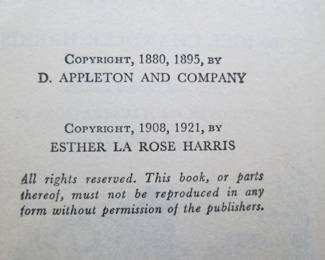 COPYRIGHT, 1880, 1895, BY
D. APPLETON AND COMPANY
COPYRIGHT, 1908, 1921, BY
ESTHER LA ROSE HARRIS
All rights reserved. This book, or parts
thereof, must not be reproduced in any
form without permission of the publishers.